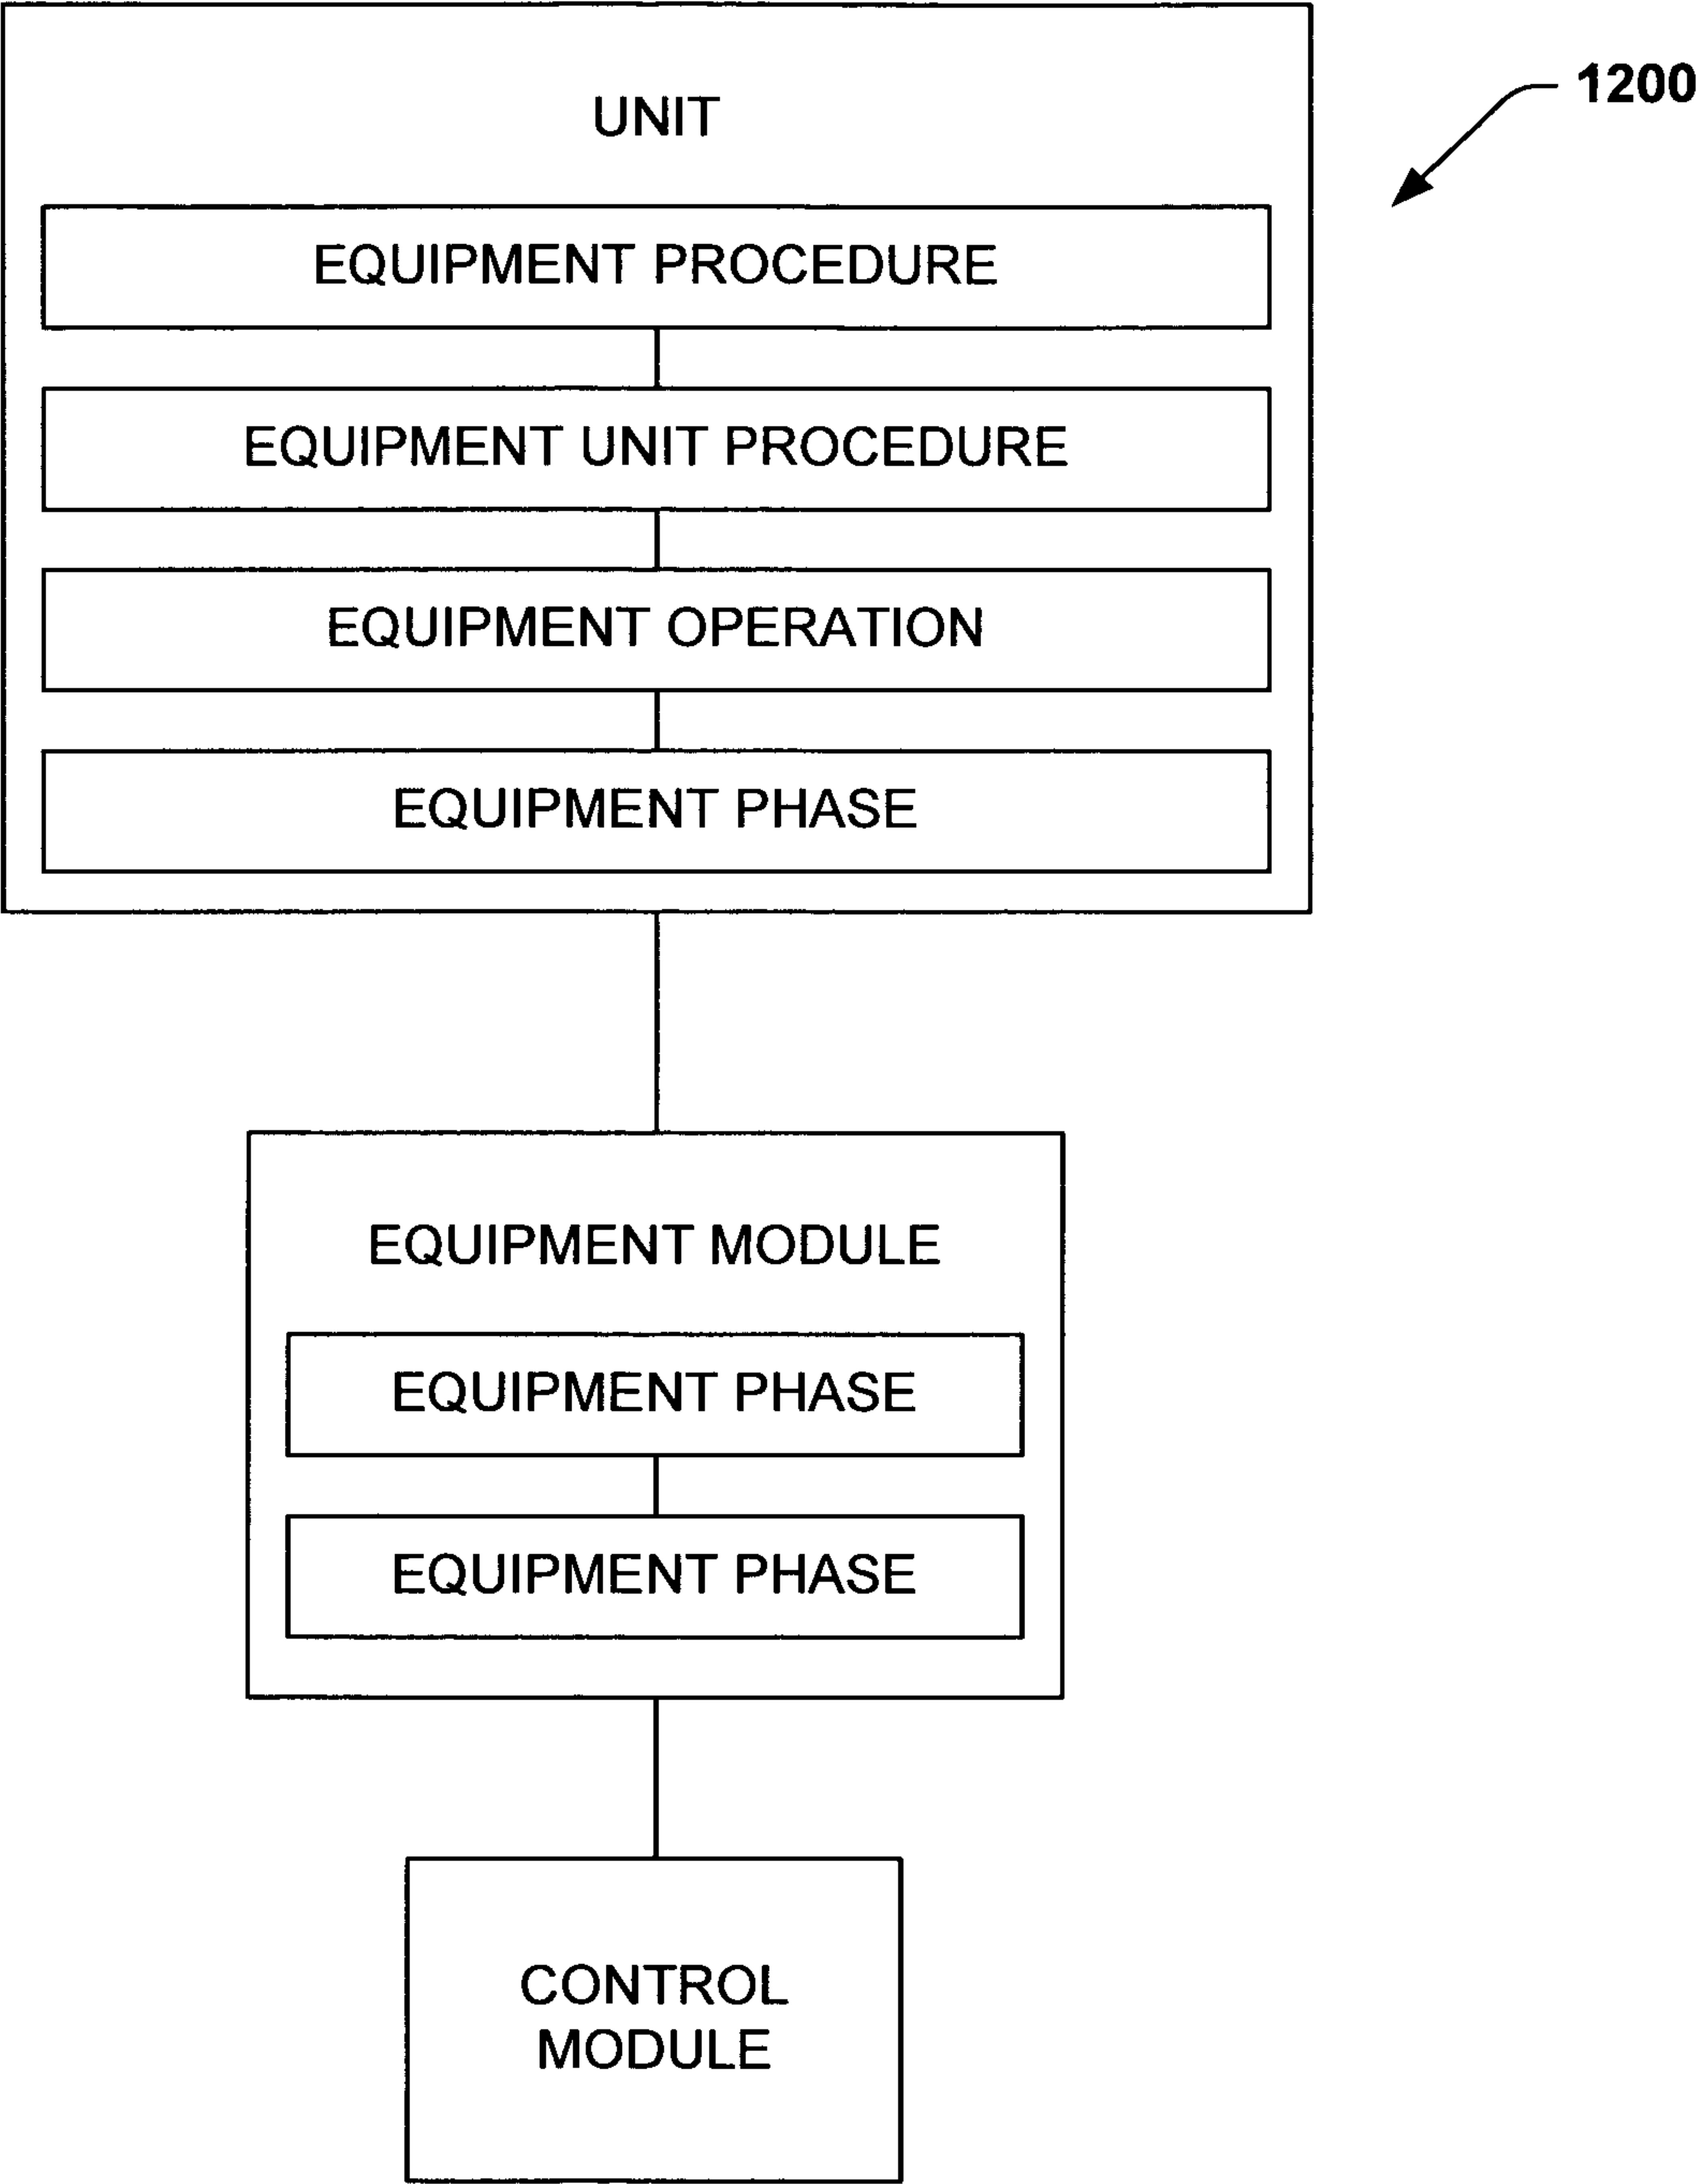 1200
UNIT
EQUIPMENT PROCEDURE
EQUIPMENT UNIT PROCEDURE
EQUIPMENT OPERATION
EQUIPMENT PHASE
EQUIPMENT MODULE
EQUIPMENT PHASE
EQUIPMENT PHASE
CONTROL
MODULE